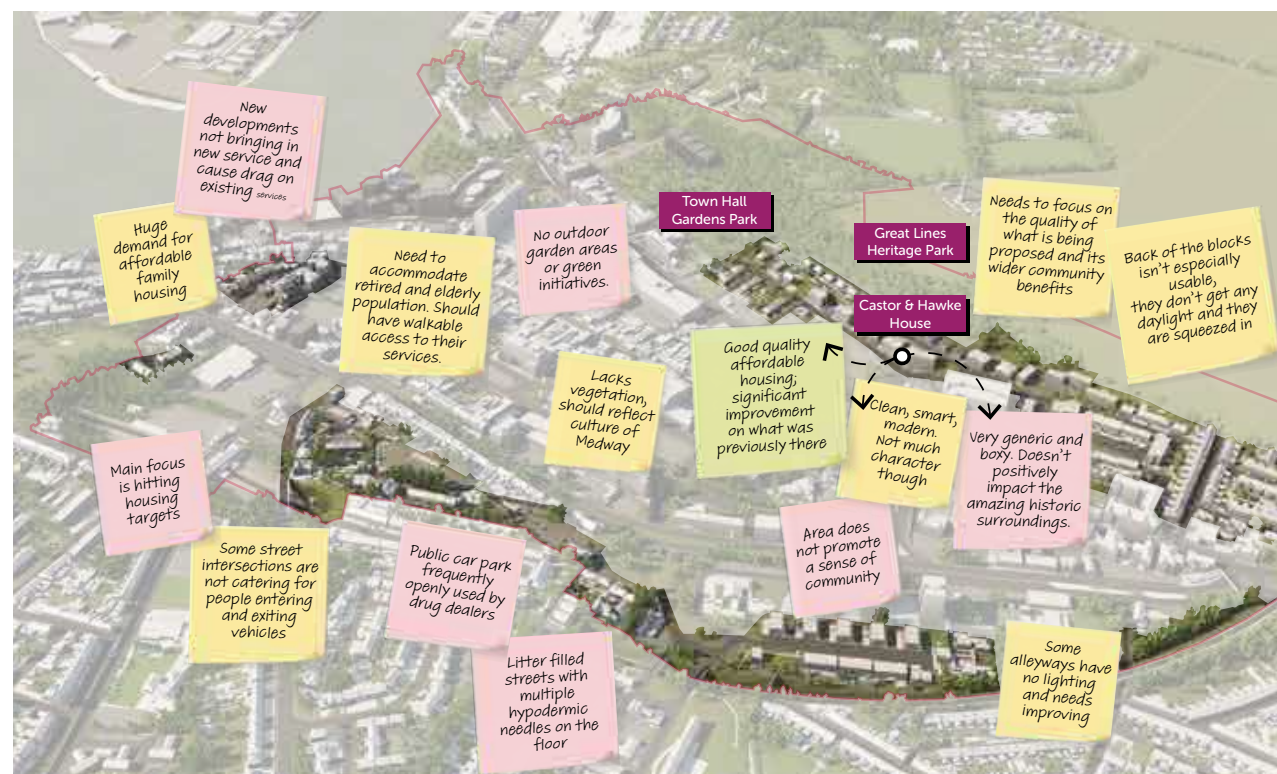 New
developments
not bringing in
new service and
cause drag on
existing services
Huge
demand for
affordable
family
housing
Need to
accommodate
retired and elderly
population. Should
have walkable
access to their
services.
No outdoor
garden areas
or green
initiatives.
Town Hall
Gardens Park
Great Lines
Heritage Park
Castor & Hawke
House
Needs to focus on
the quality of
what is being
proposed and its
wider community
benefits
Back of the blocks
isn't especially
usable,
they don't get any
daylight and they
are squeezed in
Lacks
vegetation,
should reflect
culture of
Medway
Good quality
affordable
housing;
significant
improvement
on what was
previously there
Clean, smart,
modern.
Not much
character
though
Very generic and
boxy. Doesn't
positively
impact the
amazing historic
surroundings.
Main focus
is hitting
housing
targets
Some street
intersections are
not catering for
people entering
and exiting
vehicles
Public car park
frequently
openly used by
drug dealers
Litter filled
streets with
multiple
hypodermic
needles on the
floor
Area does
not promote
a sense of
community
Some
alleyways have
no lighting
and needs
improving